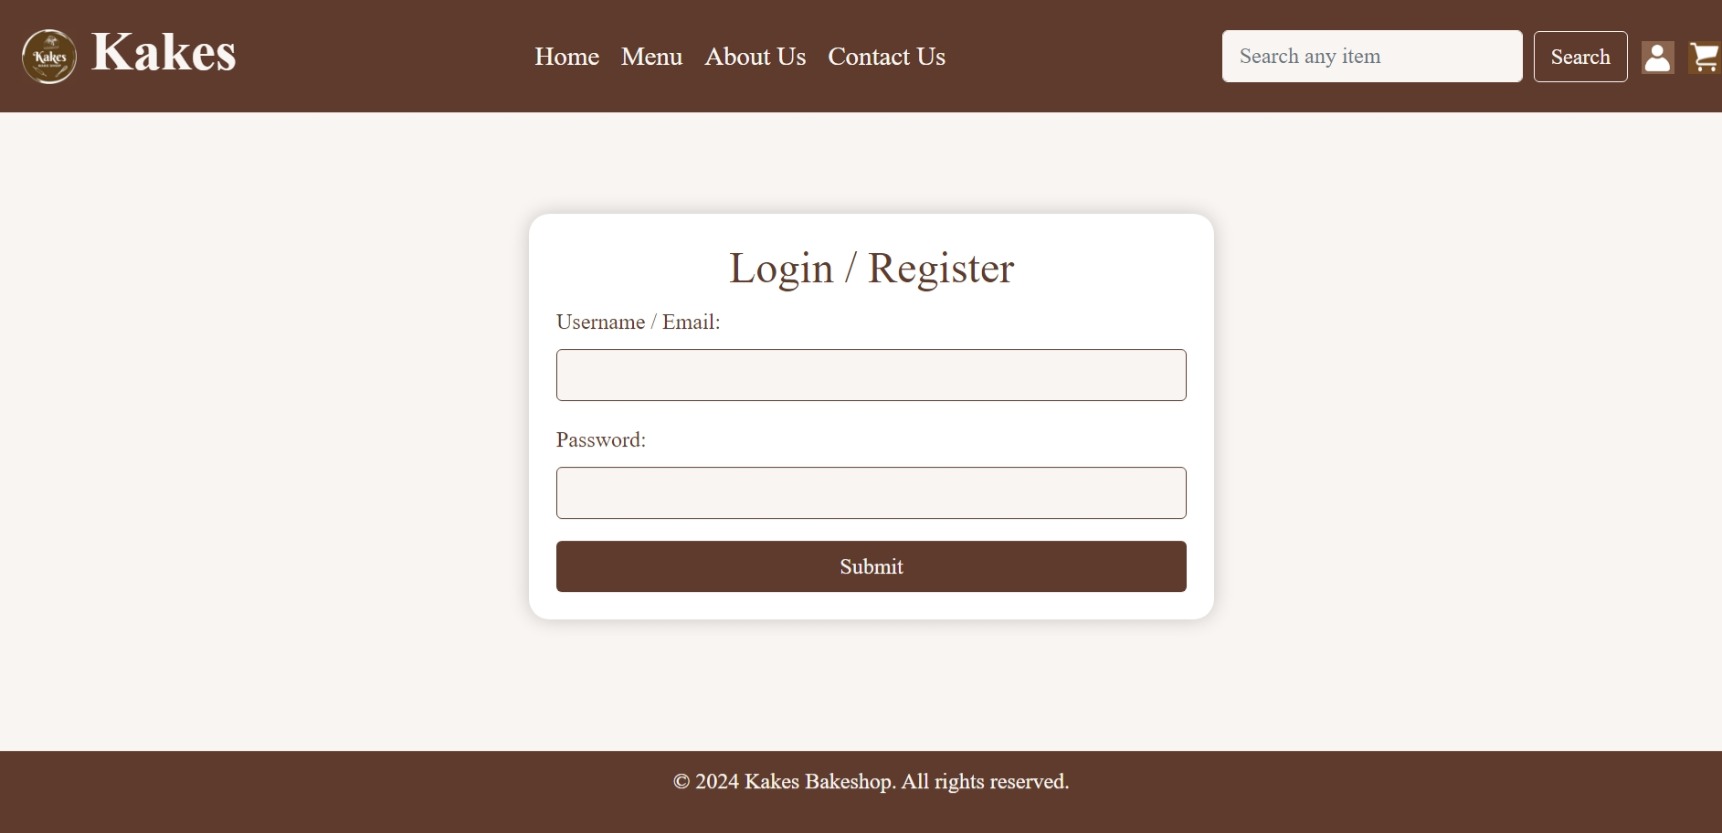 Kakes
Kakes
Home Menu About Us Contact Us
Search any item
Search
Login / Register
Username / Email:
Password:
Submit
© 2024 Kakes Bakeshop. All rights reserved.